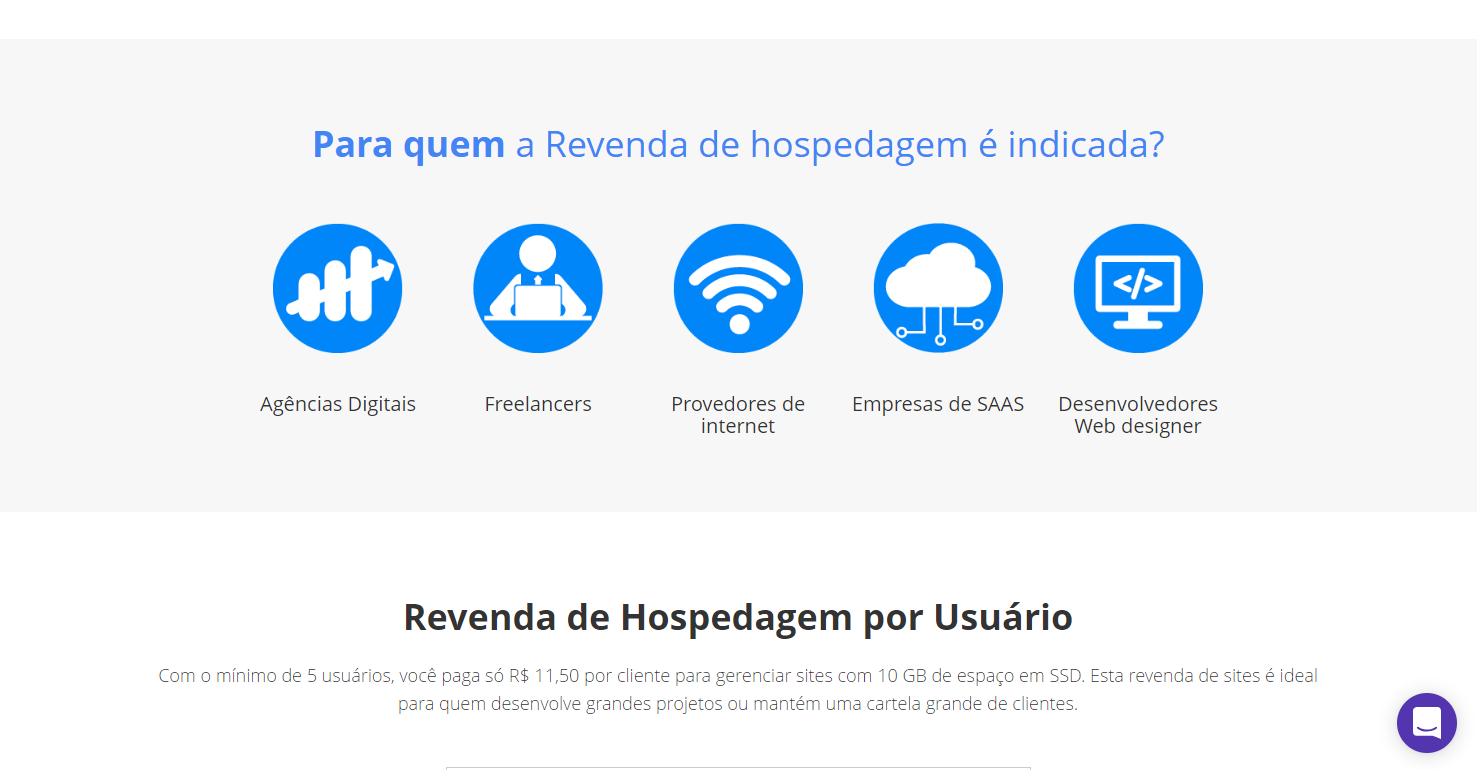 Para quem a Revenda de hospedagem é indicada?
</>
Agências Digitais
Freelancers
Provedores de
internet
Empresas de SAAS
Desenvolvedores
Web designer
Revenda de Hospedagem por Usuário
Com o mínimo de 5 usuários, você paga só R$ 11,50 por cliente para gerenciar sites com 10 GB de espaço em SSD. Esta revenda de sites é ideal
para quem desenvolve grandes projetos ou mantém uma cartela grande de clientes.